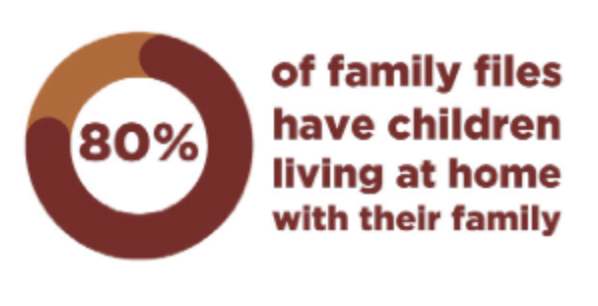 80%
of family files
have children
living at home
with their family